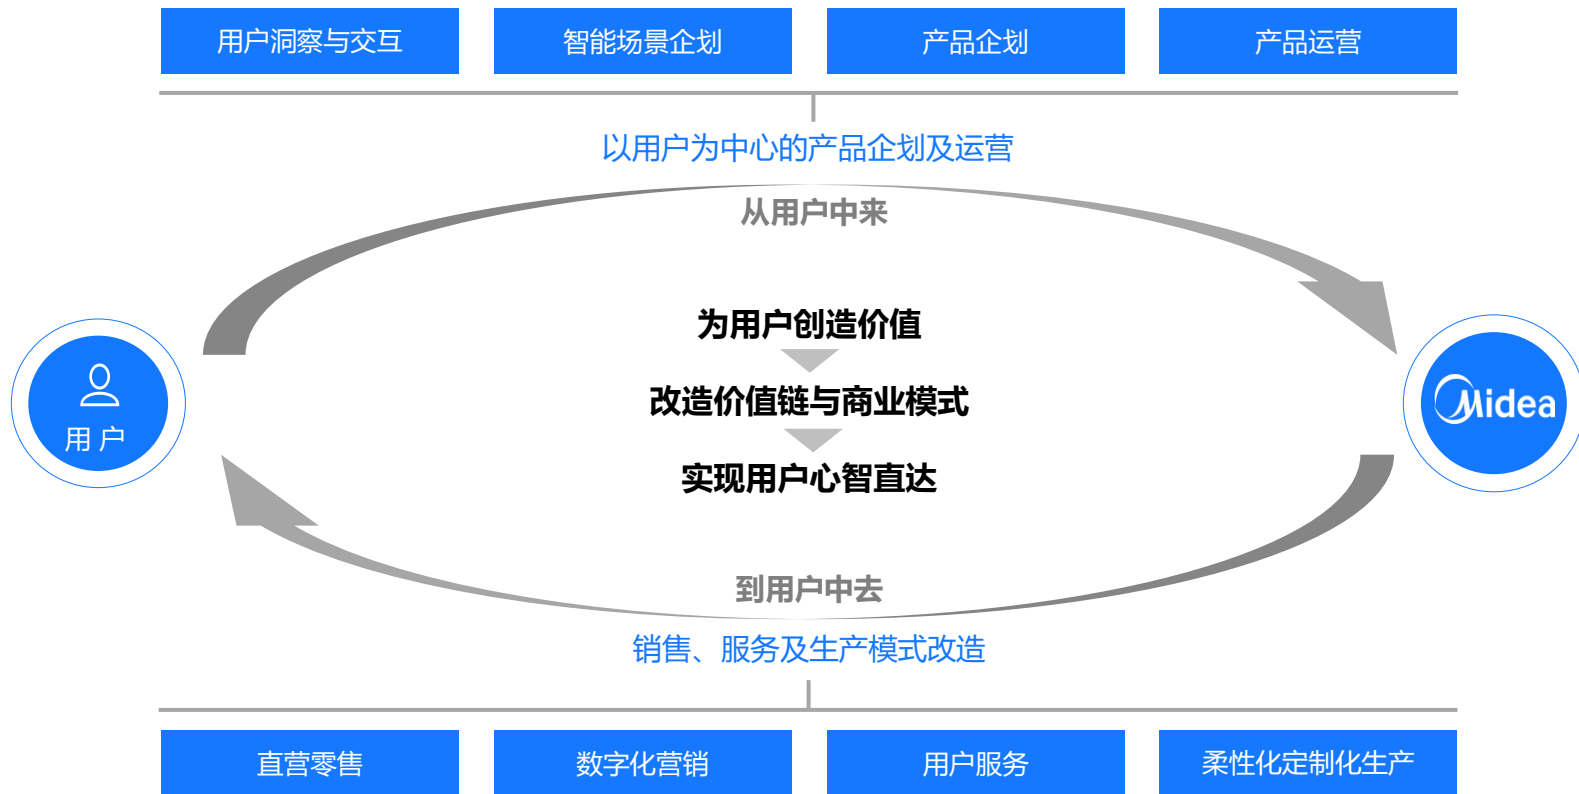 用户洞察与交互
智能场景企划
产品企划
产品运营
以用户为中心的产品企划及运营
从用户中来
为用户创造价值
改造价值链与商业模式
实现用户心智直达
用户
Midea
到用户中去
销售、服务及生产模式改造
直营零售
数字化营销
用户服务
柔性化定制化生产